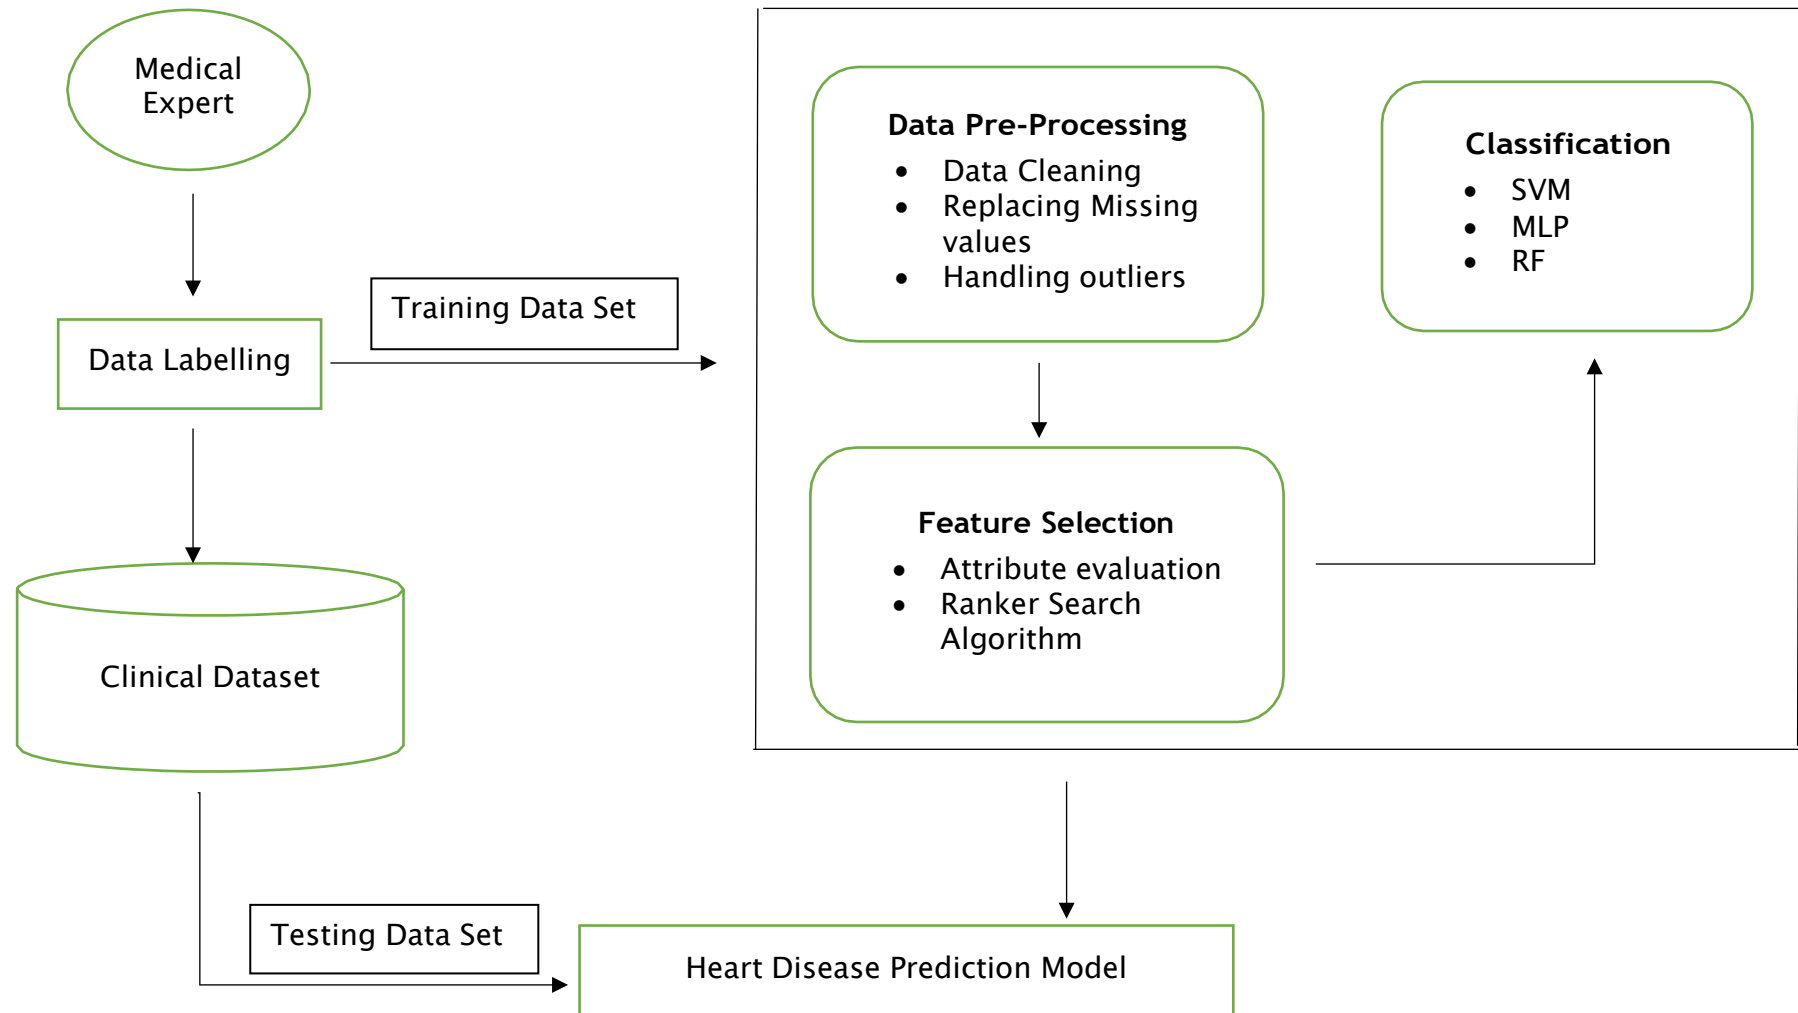 Medical
Expert
Data Pre-Processing
• Data Cleaning
• Replacing Missing
values
• Handling outliers
Classification
• SVM
• MLP
• RF
Training Data Set
Data Labelling
Feature Selection
• Attribute evaluation
• Ranker Search
Algorithm
Clinical Dataset
Testing Data Set
Heart Disease Prediction Model